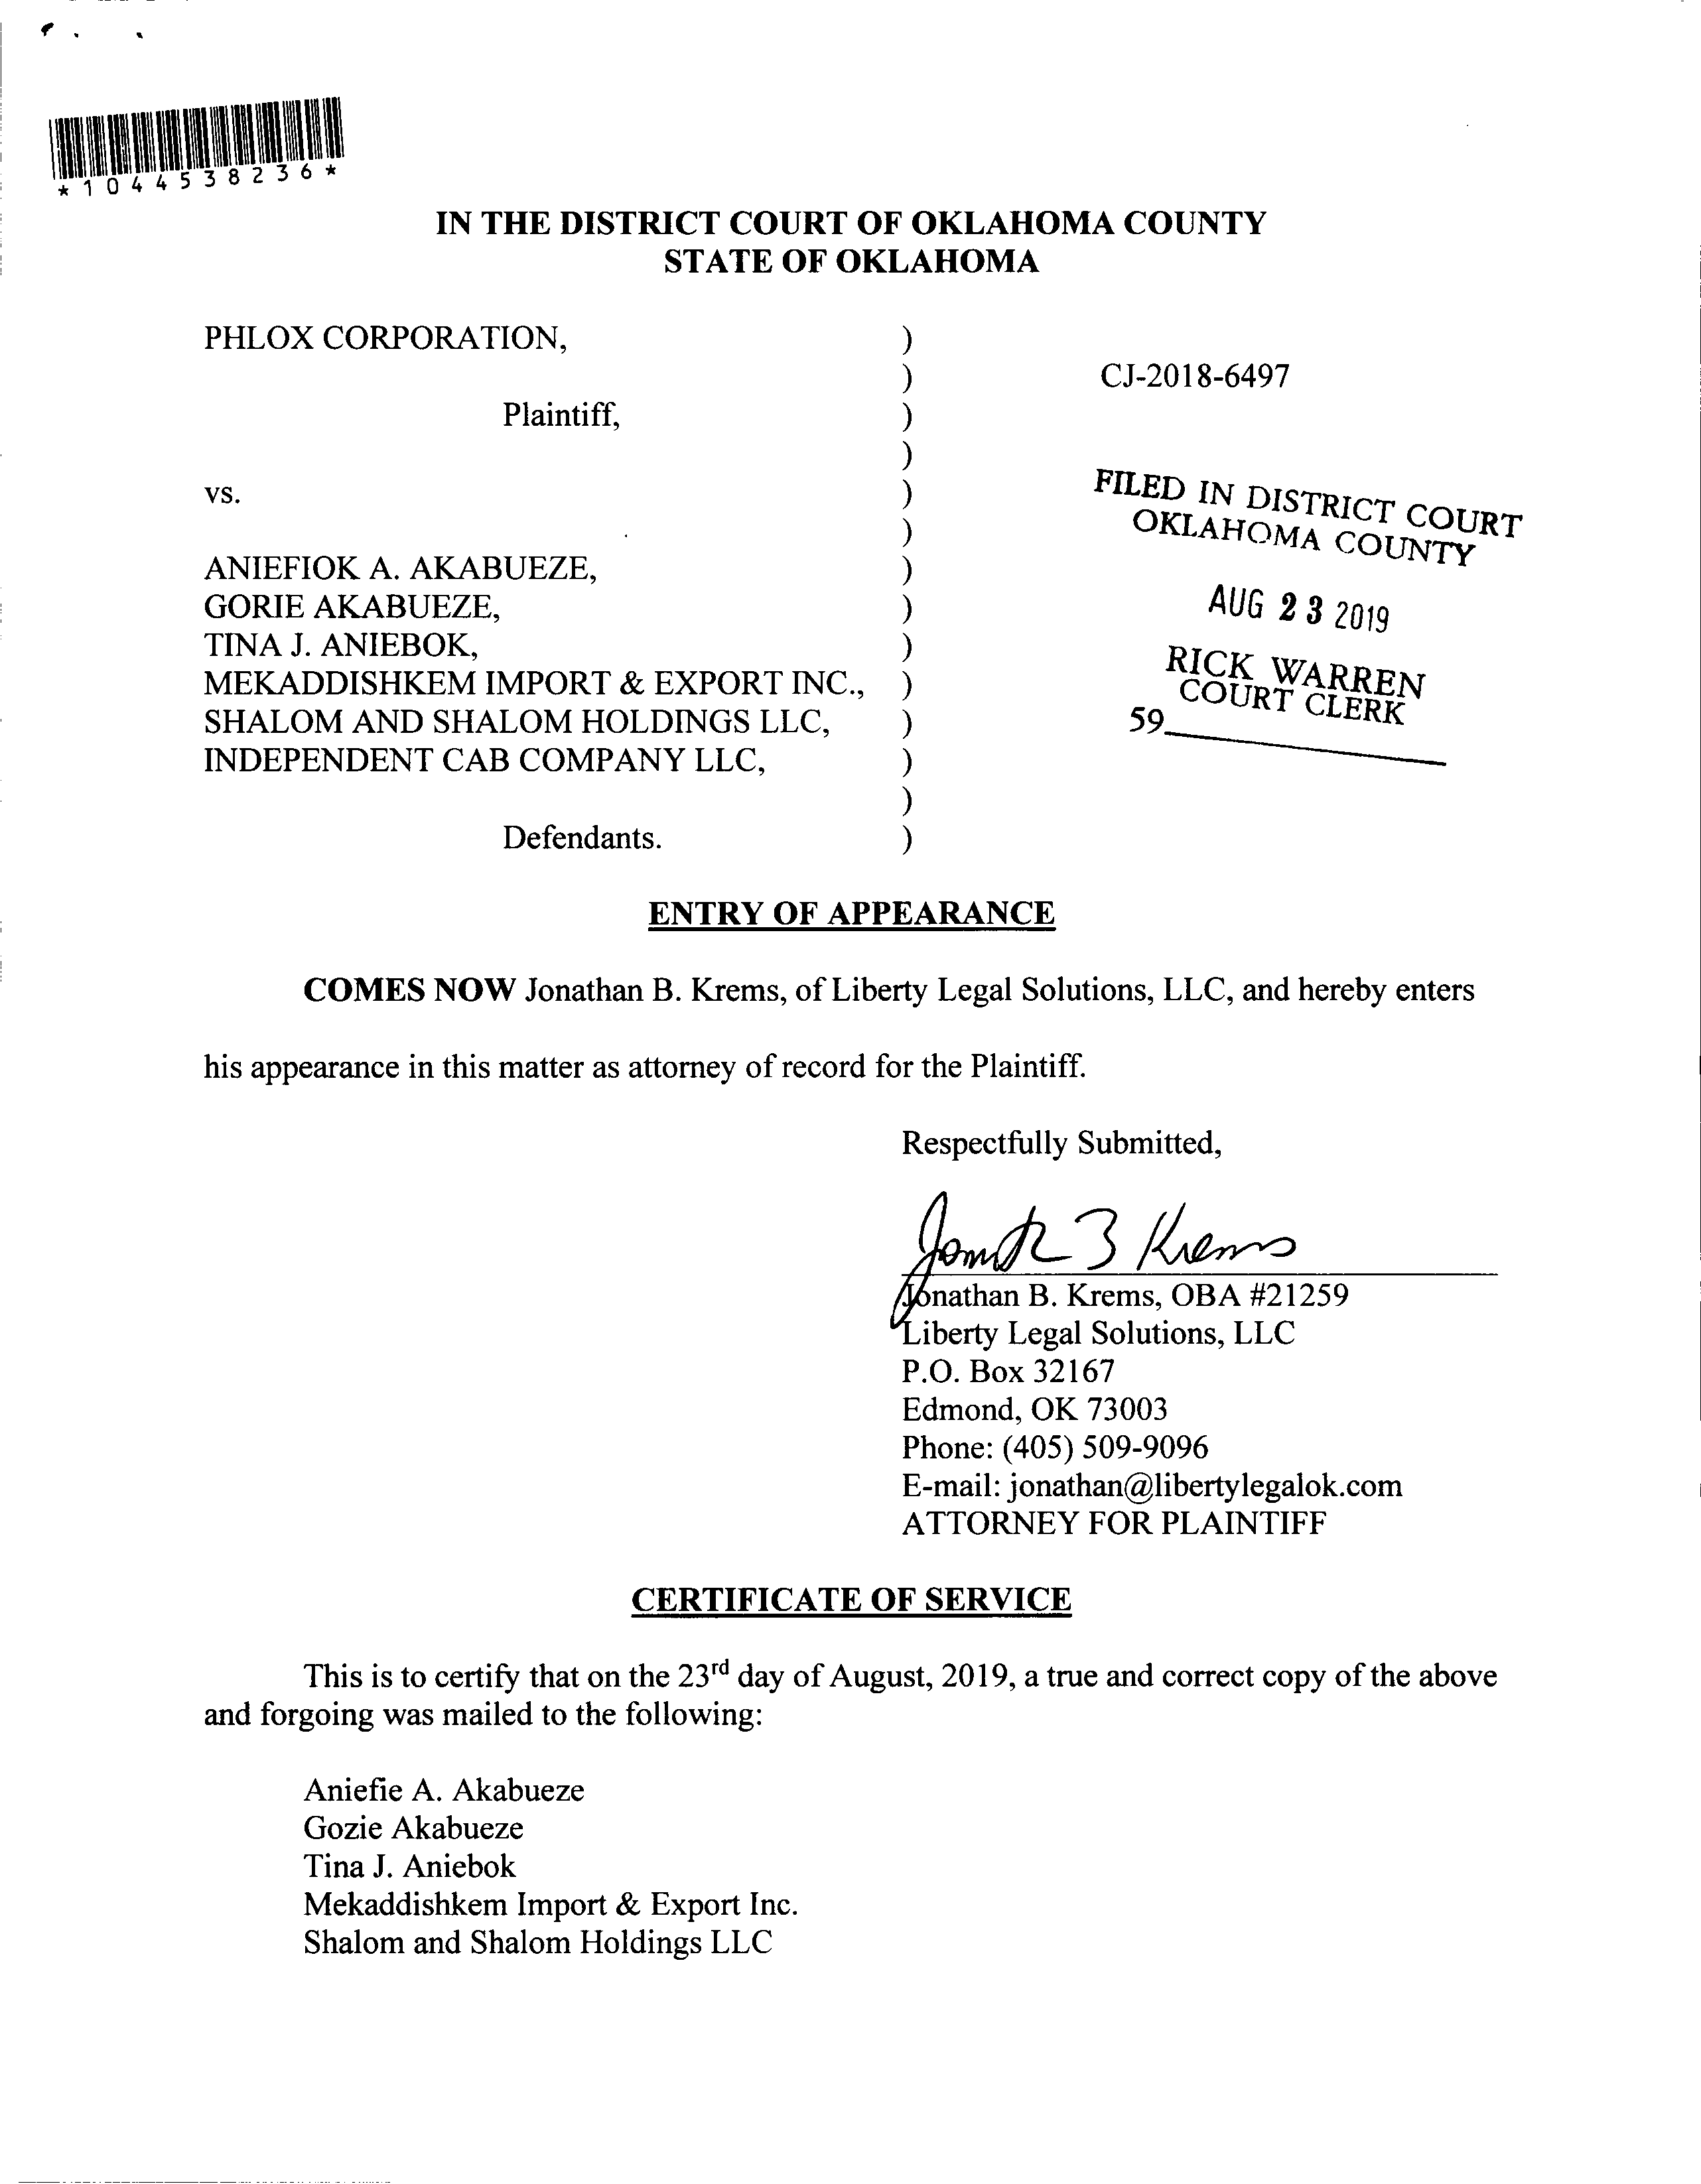 *1044538236*
IN THE DISTRICT COURT OF OKLAHOMA COUNTY
STATE OF OKLAHOMA
PHLOX CORPORATION, )
) CJ-2018-6497
Plaintiff, )
)
vs. )
)
ANIEFIOK A. AKABUEZE, )
GORIE AKABUEZE, )
TINA J. ANIEBOK, )
MEKADDISHKEM IMPORT & EXPORT INC., )
SHALOM AND SHALOM HOLDINGS LLC, )
INDEPENDENT CAB COMPANY LLC, )
)
Defendants. )
FILED IN DISTRICT COURT
OKLAHOMA COUNTY
AUG 23 2019
RICK WARREN
COURT CLERK
59
ENTRY OF APPEARANCE
COMES NOW Jonathan B. Krems, of Liberty Legal Solutions, LLC, and hereby enters
his appearance in this matter as attorney of record for the Plaintiff.
Respectfully Submitted,
Jonath B Krems
Jonathan B. Krems, OBA #21259
Liberty Legal Solutions, LLC
P.O. Box 32167
Edmond, OK 73003
Phone: (405) 509-9096
E-mail: jonathan@libertylegalok.com
ATTORNEY FOR PLAINTIFF
CERTIFICATE OF SERVICE
This is to certify that on the 23rd day of August, 2019, a true and correct copy of the above
and forgoing was mailed to the following:
Aniefie A. Akabueze
Gozie Akabueze
Tina J. Aniebok
Mekaddishkem Import & Export Inc.
Shalom and Shalom Holdings LLC